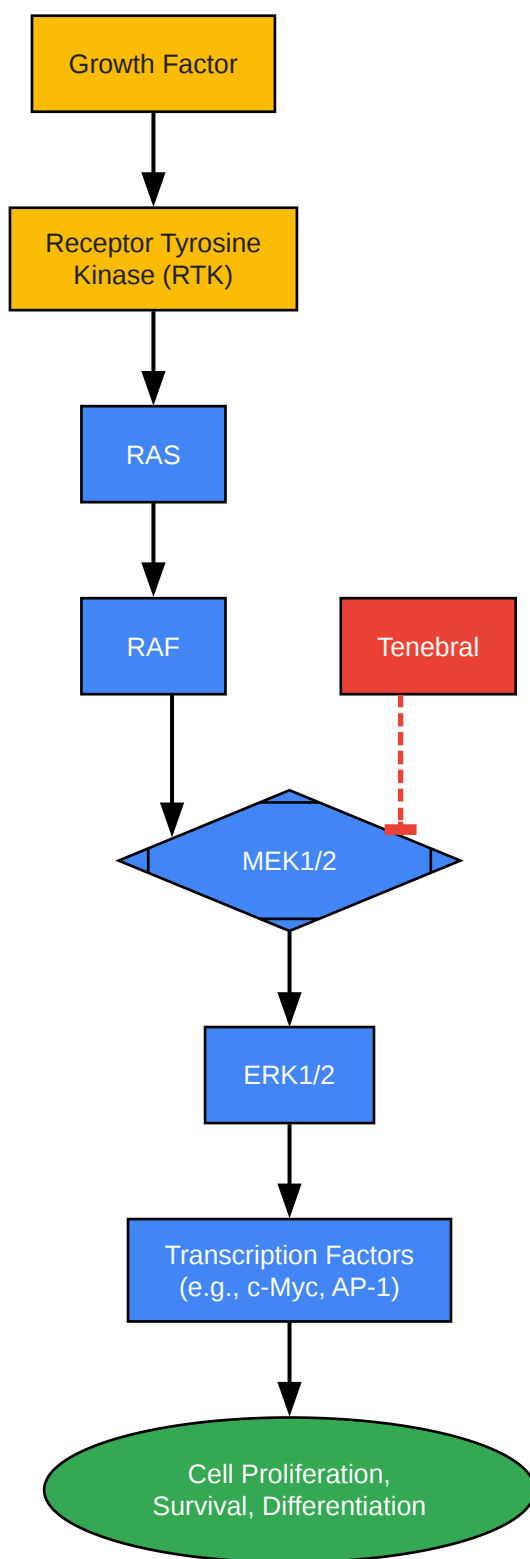 Growth Factor
Receptor Tyrosine
Kinase (RTK)
RAS
RAF
Tenebral
MEK1/2
ERK1/2
Transcription Factors
(e.g., c-Myc, AP-1)
Cell Proliferation,
Survival, Differentiation